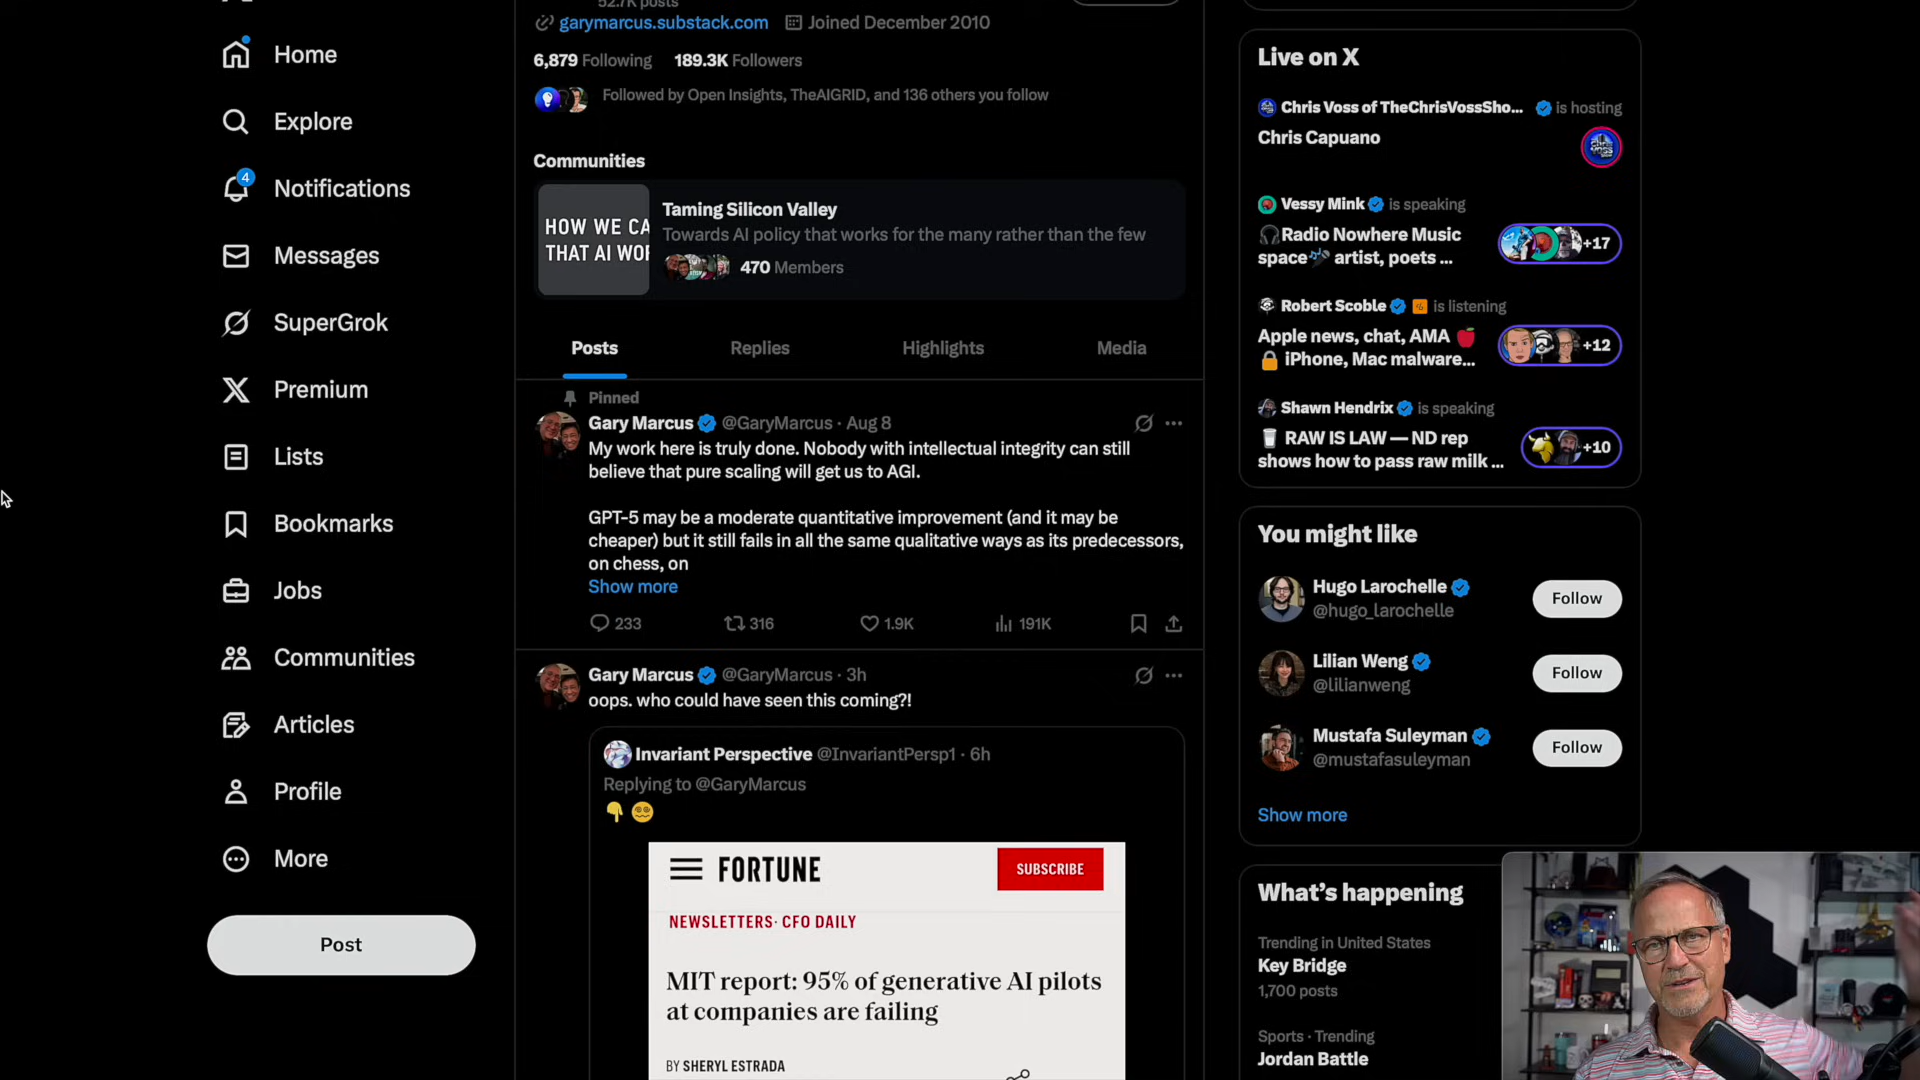 Home
Explore
4
Notifications
Messages
SuperGrok
Premium
Lists
Bookmarks
Jobs
Communities
Articles
Profile
More
Post
52.7K posts
garymarcus.substack.com Joined December 2010
6,879 Following 189.3K Followers
Followed by Open Insights, TheAIGRID, and 136 others you follow
Communities
HOW WE CA
THAT AI WOR
Taming Silicon Valley
Towards AI policy that works for the many rather than the few
470 Members
Posts Replies Highlights Media
Pinned
Gary Marcus @GaryMarcus · Aug 8
My work here is truly done. Nobody with intellectual integrity can still
believe that pure scaling will get us to AGI.
GPT-5 may be a moderate quantitative improvement (and it may be
cheaper) but it still fails in all the same qualitative ways as its predecessors,
on chess, on
Show more
233 316 1.9K 191K
Gary Marcus @GaryMarcus · 3h
oops. who could have seen this coming?!
Invariant Perspective @InvariantPersp1 · 6h
Replying to @GaryMarcus
👇 😵‍💫
FORTUNE
SUBSCRIBE
NEWSLETTERS· CFO DAILY
MIT report: 95% of generative AI pilots
at companies are failing
BY SHERYL ESTRADA
Live on X
Chris Voss of TheChrisVossSho... is hosting
Chris Capuano
Vessy Mink is speaking
🎧Radio Nowhere Music
space🎤 artist, poets ...
+17
Robert Scoble is listening
Apple news, chat, AMA 🍎
🔒 iPhone, Mac malware...
+12
Shawn Hendrix is speaking
🥛 RAW IS LAW — ND rep
shows how to pass raw milk ...
+10
You might like
Hugo Larochelle
@hugo_larochelle
Follow
Lilian Weng
@lilianweng
Follow
Mustafa Suleyman
@mustafasuleyman
Follow
Show more
What's happening
Trending in United States
Key Bridge
1,700 posts
Sports · Trending
Jordan Battle